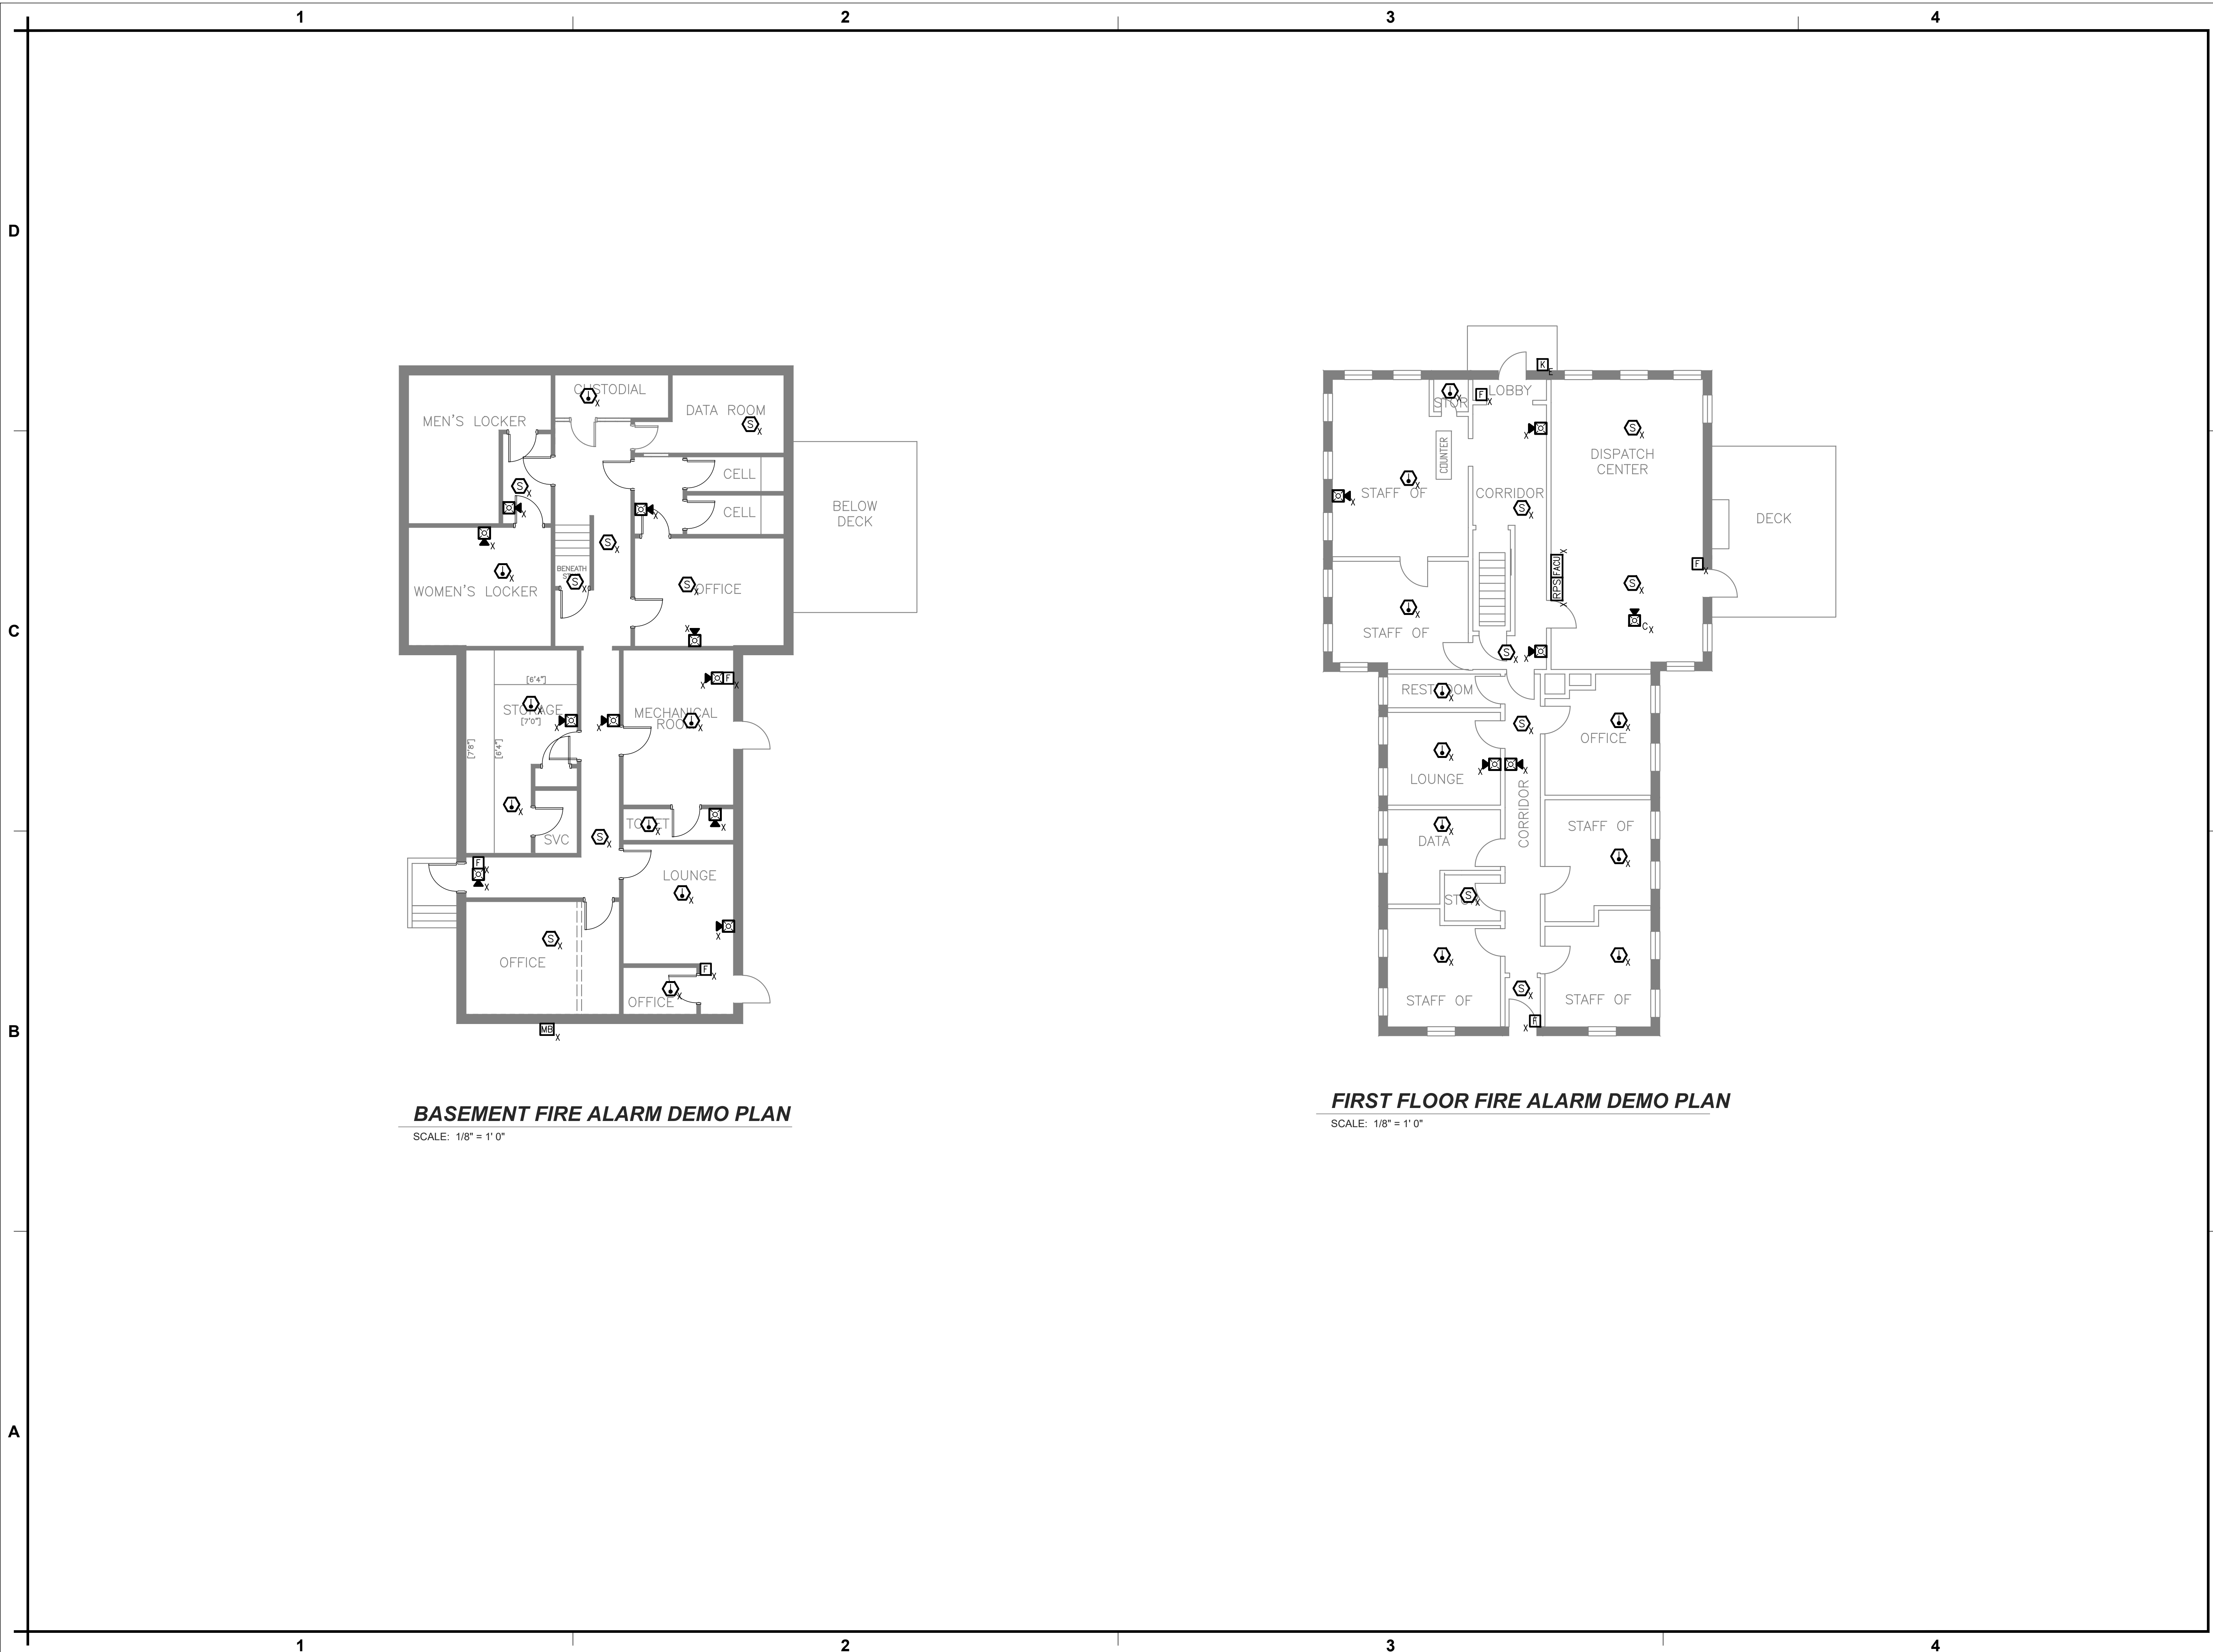 1 2 3 4
D
C
B
A
CUSTODIAL
MEN'S LOCKER
DATA ROOM
S X
CELL
CELL
S X
BELOW
DECK
S X
BENEATH
S X
S X
OFFICE
WOMEN'S LOCKER
[6'4"]
STORAGE
[7'0"]
[7'8"]
[6'4"]
MECHANICAL
ROOM
F X
TOILET
S X
SVC
F X
LOUNGE
S X
OFFICE
F X
OFFICE
MB X
BASEMENT FIRE ALARM DEMO PLAN
SCALE: 1/8" = 1' 0"
K E
LOBBY
F X
STOR
S X
COUNTER
DISPATCH
CENTER
STAFF OF
CORRIDOR
S X
DECK
FACU X
RPS X
F X
S X
C X
STAFF OF
S X
RESTROOM
S X
OFFICE
LOUNGE
CORRIDOR
STAFF OF
DATA
S X
STOR
STAFF OF
S X
STAFF OF
F X
FIRST FLOOR FIRE ALARM DEMO PLAN
SCALE: 1/8" = 1' 0"
1 2 3 4